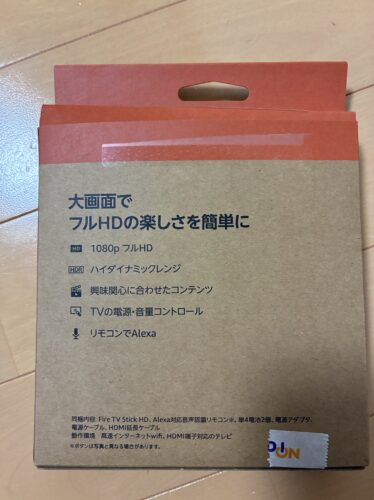 大画面で
フルHDの楽しさを簡単に
HD 1080p フルHD
HDR ハイダイナミックレンジ
興味関心に合わせたコンテンツ
TVの電源・音量コントロール
リモコンでAlexa
同梱内容: Fire TV Stick HD、Alexa対応音声認識リモコン※、単4電池2個、電源アダプタ、
電源ケーブル、HDMI延長ケーブル
動作環境 高速インターネットwifi、HDMI端子対応のテレビ
※ボタンは写真と異なる場合があります。
ON